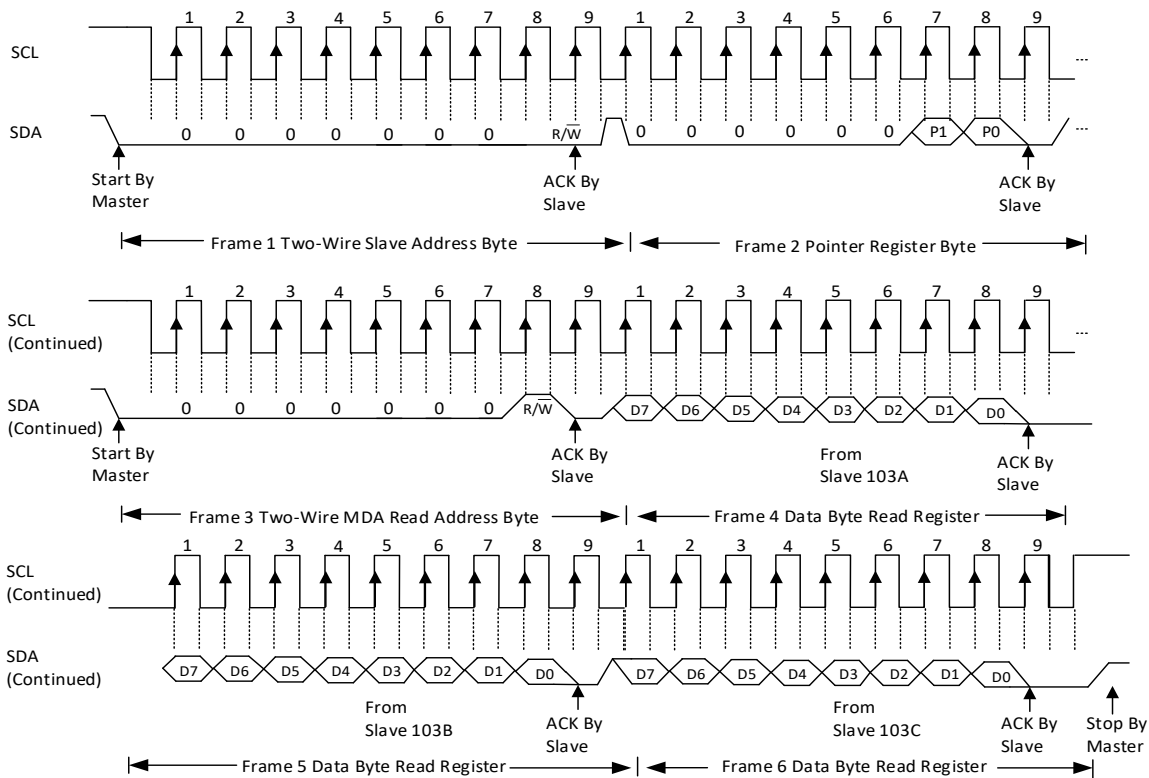 1 2 3 4 5 6 7 8 9 1 2 3 4 5 6 7 8 9
SCL
...
SDA
0 0 0 0 0 0 0 R/W̅ 0 0 0 0 0 0 P1 P0
...
Start By
Master
ACK By
Slave
ACK By
Slave
Frame 1 Two-Wire Slave Address Byte
Frame 2 Pointer Register Byte
1 2 3 4 5 6 7 8 9 1 2 3 4 5 6 7 8 9
SCL
(Continued)
...
SDA
(Continued)
0 0 0 0 0 0 0 R/W̅ D7 D6 D5 D4 D3 D2 D1 D0
Start By
Master
ACK By
Slave
From
Slave 103A
ACK By
Slave
Frame 3 Two-Wire MDA Read Address Byte
Frame 4 Data Byte Read Register
1 2 3 4 5 6 7 8 9 1 2 3 4 5 6 7 8 9
SCL
(Continued)
SDA
(Continued)
D7 D6 D5 D4 D3 D2 D1 D0 D7 D6 D5 D4 D3 D2 D1 D0
From
Slave 103B
ACK By
Slave
From
Slave 103C
ACK By
Slave
Stop By
Master
Frame 5 Data Byte Read Register
Frame 6 Data Byte Read Register